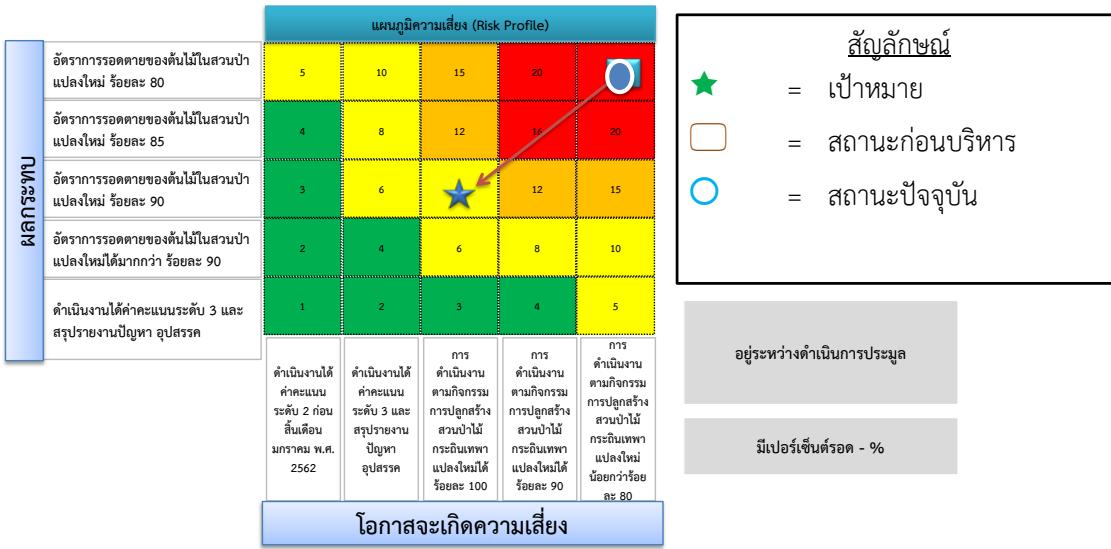 แผนภูมิความเสี่ยง (Risk Profile)
ผลกระทบ
อัตราการรอดตายของต้นไม้ในสวนป่า
แปลงใหม่ ร้อยละ 80
5 10 15 20
อัตราการรอดตายของต้นไม้ในสวนป่า
แปลงใหม่ ร้อยละ 85
4 8 12 16 20
อัตราการรอดตายของต้นไม้ในสวนป่า
แปลงใหม่ ร้อยละ 90
3 6 12 15
อัตราการรอดตายของต้นไม้ในสวนป่า
แปลงใหม่ได้มากกว่า ร้อยละ 90
2 4 6 8 10
ดำเนินงานได้ค่าคะแนนระดับ 3 และ
สรุปรายงานปัญหา อุปสรรค
1 2 3 4 5
ดำเนินงานได้
ค่าคะแนน
ระดับ 2 ก่อน
สิ้นเดือน
มกราคม พ.ศ.
2562
ดำเนินงานได้
ค่าคะแนน
ระดับ 3 และ
สรุปรายงาน
ปัญหา
อุปสรรค
การ
ดำเนินงาน
ตามกิจกรรม
การปลูกสร้าง
สวนป่าไม้
กระถินเทพา
แปลงใหม่ได้
ร้อยละ 100
การ
ดำเนินงาน
ตามกิจกรรม
การปลูกสร้าง
สวนป่าไม้
กระถินเทพา
แปลงใหม่ได้
ร้อยละ 90
การ
ดำเนินงาน
ตามกิจกรรม
การปลูกสร้าง
สวนป่าไม้
กระถินเทพา
แปลงใหม่
น้อยกว่าร้อย
ละ 80
โอกาสจะเกิดความเสี่ยง
สัญลักษณ์
= เป้าหมาย
= สถานะก่อนบริหาร
= สถานะปัจจุบัน
อยู่ระหว่างดำเนินการประมูล
มีเปอร์เซ็นต์รอด - %